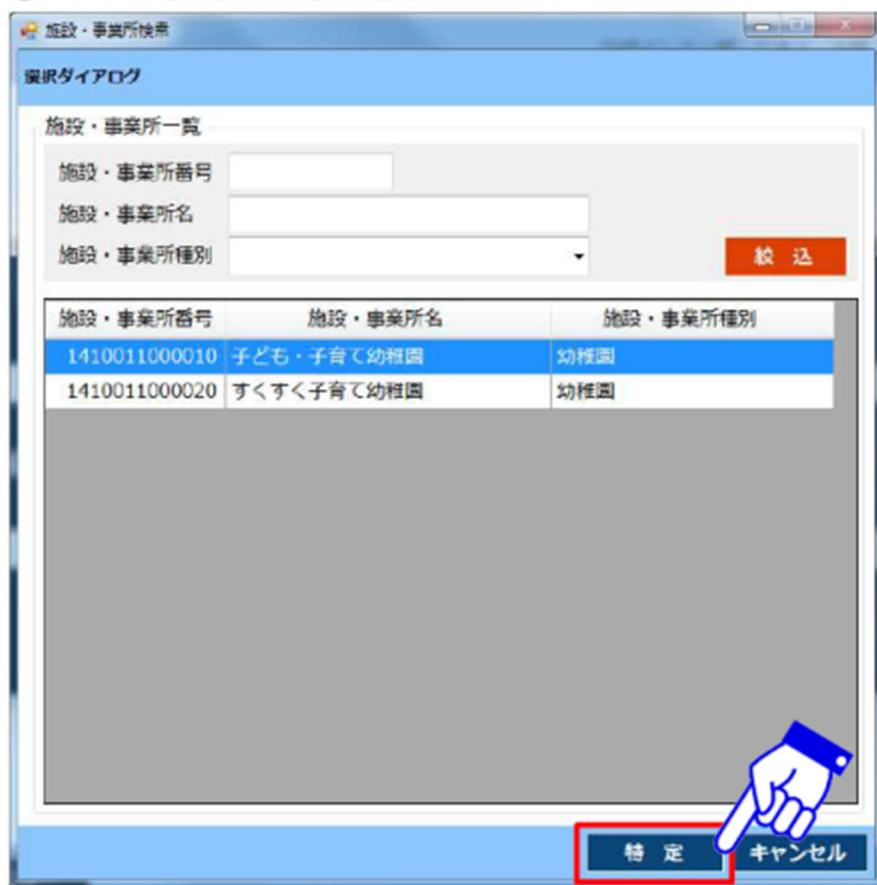 施設・事業所検索
選択ダイアログ
施設・事業所一覧
施設・事業所番号
施設・事業所名
施設・事業所種別
絞 込
施設・事業所番号 施設・事業所名 施設・事業所種別
1410011000010 子ども・子育て幼稚園 幼稚園
1410011000020 すくすく子育て幼稚園 幼稚園
特 定 キャンセル